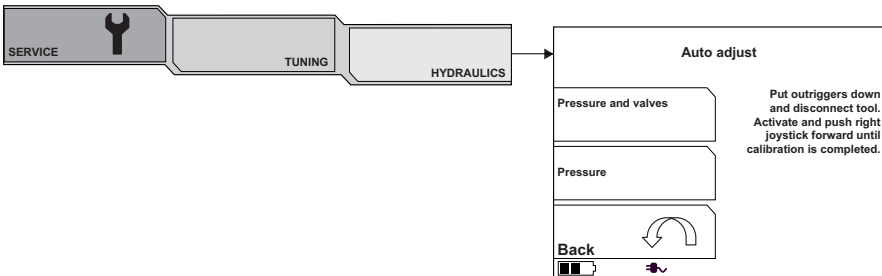 SERVICE
TUNING
HYDRAULICS
Auto adjust
Pressure and valves
Put outriggers down
and disconnect tool.
Activate and push right
joystick forward until
calibration is completed.
Pressure
Back